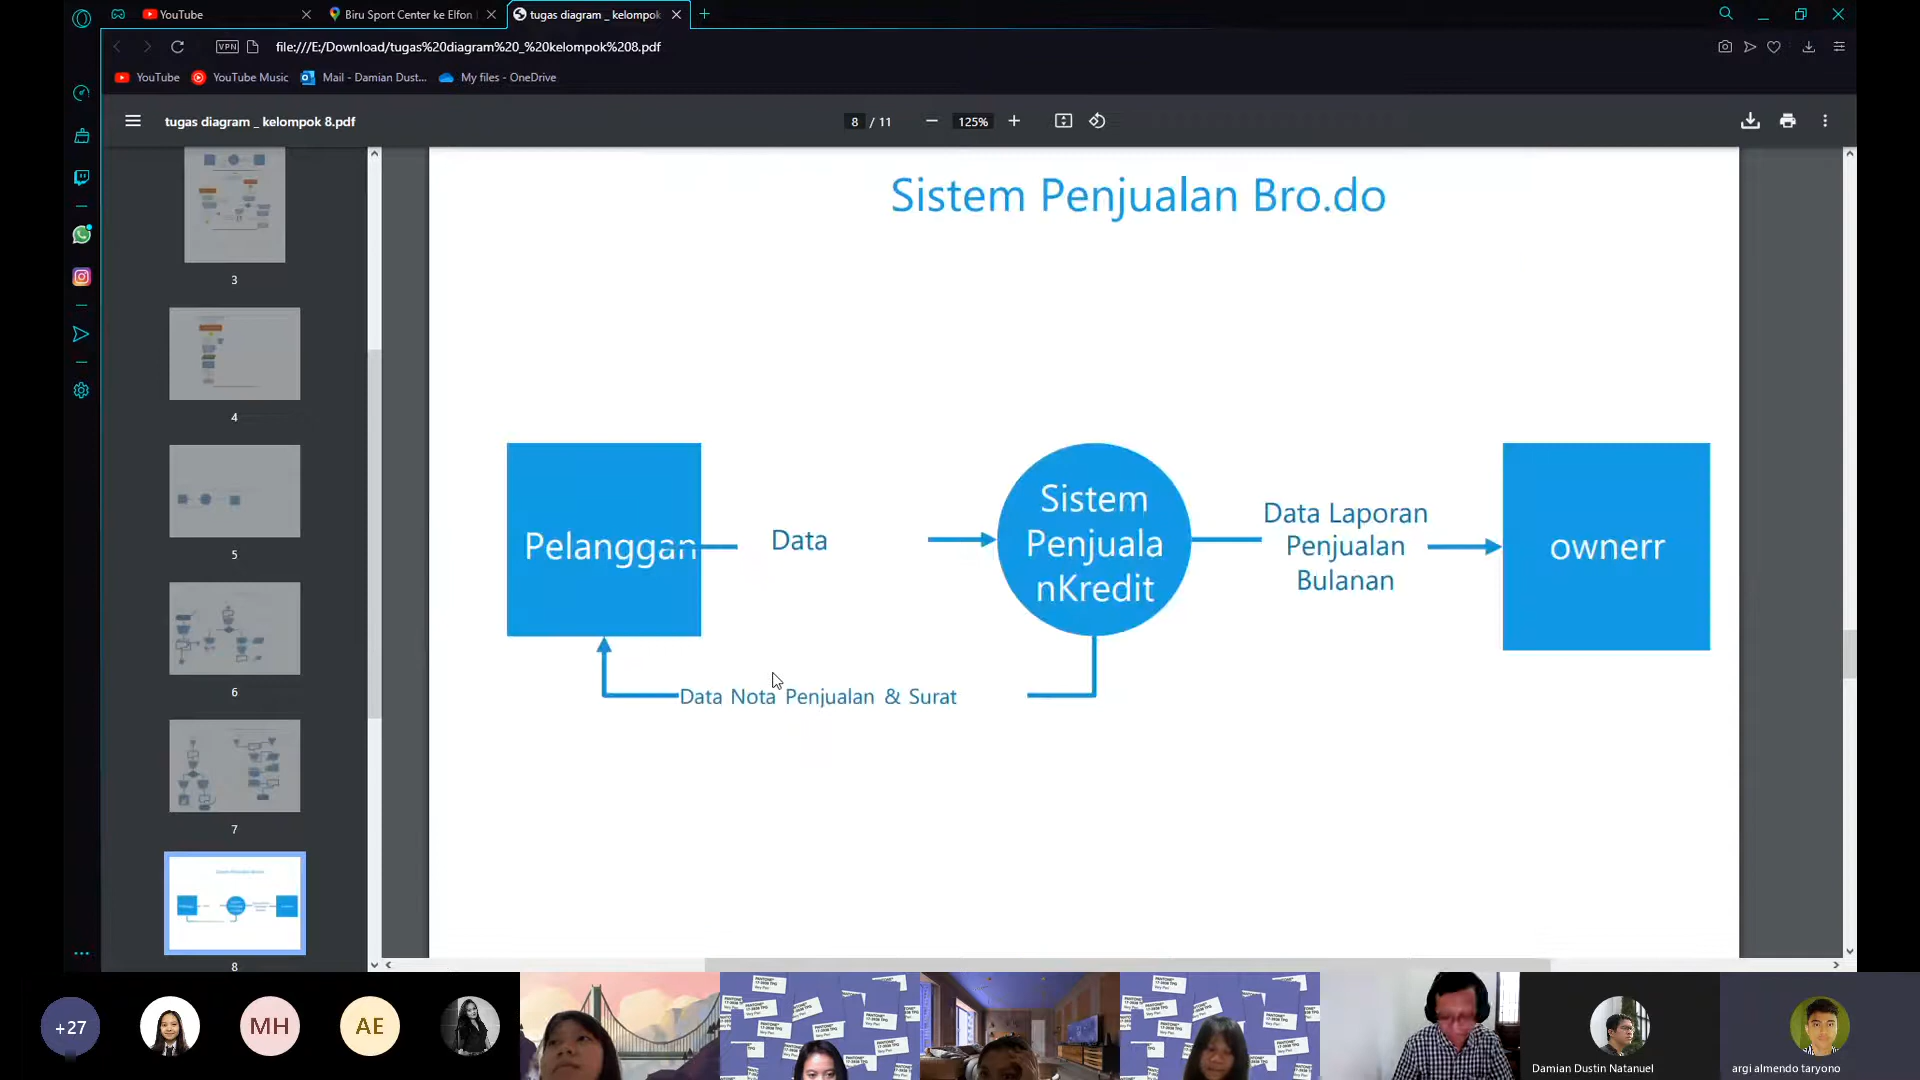 YouTube
Biru Sport Center ke Elfon
tugas diagram _ kelompok
VPN
file:///E:/Download/tugas%20diagram%20_%20kelompok%208.pdf
YouTube
YouTube Music
Mail - Damian Dust...
My files - OneDrive
tugas diagram _ kelompok 8.pdf
8 / 11
125%
3
4
5
6
7
8
Sistem Penjualan Bro.do
Pelanggan
Data
Sistem
Penjuala
nKredit
Data Laporan
Penjualan
Bulanan
ownerr
Data Nota Penjualan & Surat
+27
MH
AE
Damian Dustin Natanuel
argi almendo taryono